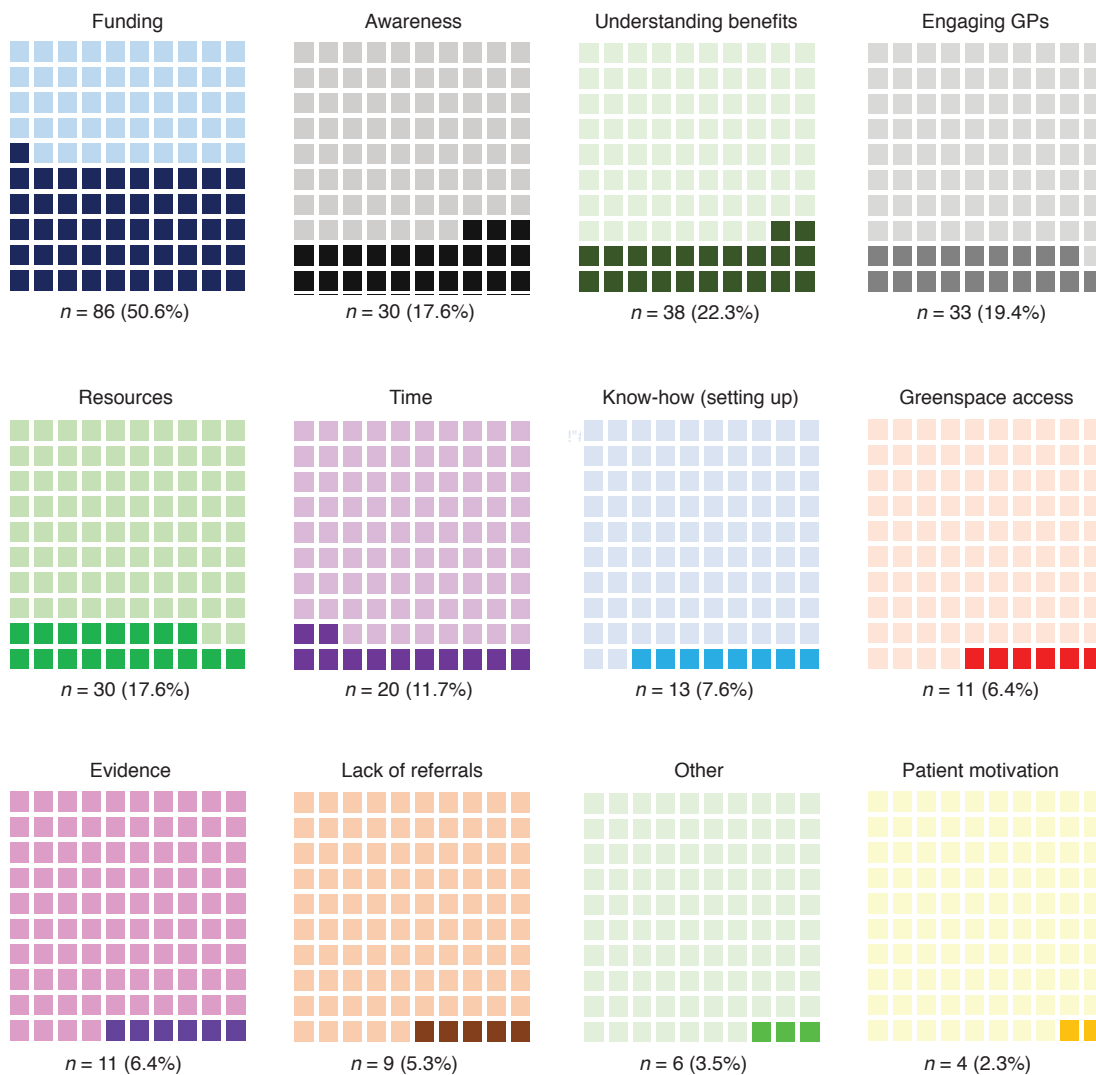 Funding
Awareness
Understanding benefits
Engaging GPs
n = 86 (50.6%)
n = 30 (17.6%)
n = 38 (22.3%)
n = 33 (19.4%)
Resources
Time
Know-how (setting up)
Greenspace access
n = 30 (17.6%)
n = 20 (11.7%)
n = 13 (7.6%)
n = 11 (6.4%)
Evidence
Lack of referrals
Other
Patient motivation
n = 11 (6.4%)
n = 9 (5.3%)
n = 6 (3.5%)
n = 4 (2.3%)